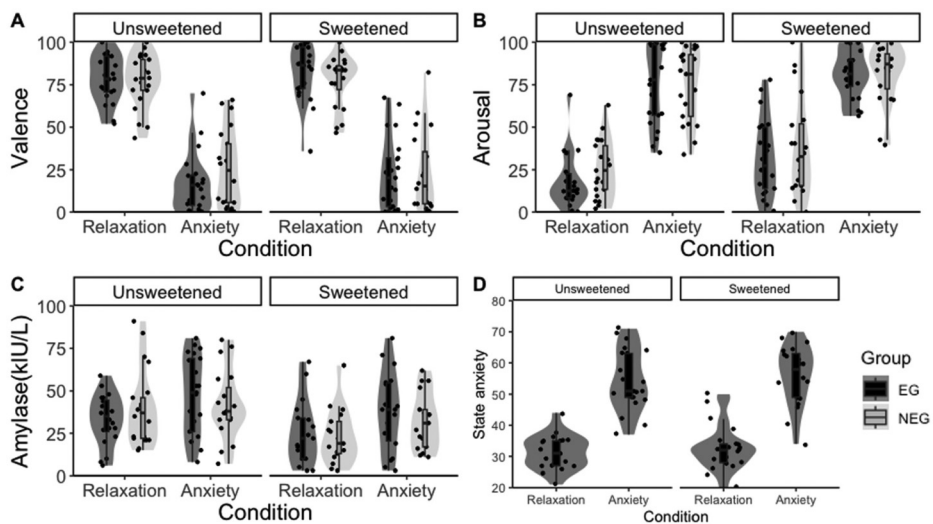 A
Unsweetened Sweetened
100
75
50
25
0
Valence
Relaxation Anxiety Relaxation Anxiety
Condition
B
Unsweetened Sweetened
100
75
50
25
0
Arousal
Relaxation Anxiety Relaxation Anxiety
Condition
C
Unsweetened Sweetened
100
75
50
25
0
Amylase(kIU/L)
Relaxation Anxiety Relaxation Anxiety
Condition
D
Unsweetened Sweetened
80
70
60
50
40
30
20
State anxiety
Relaxation Anxiety Relaxation Anxiety
Condition
Group
EG
NEG